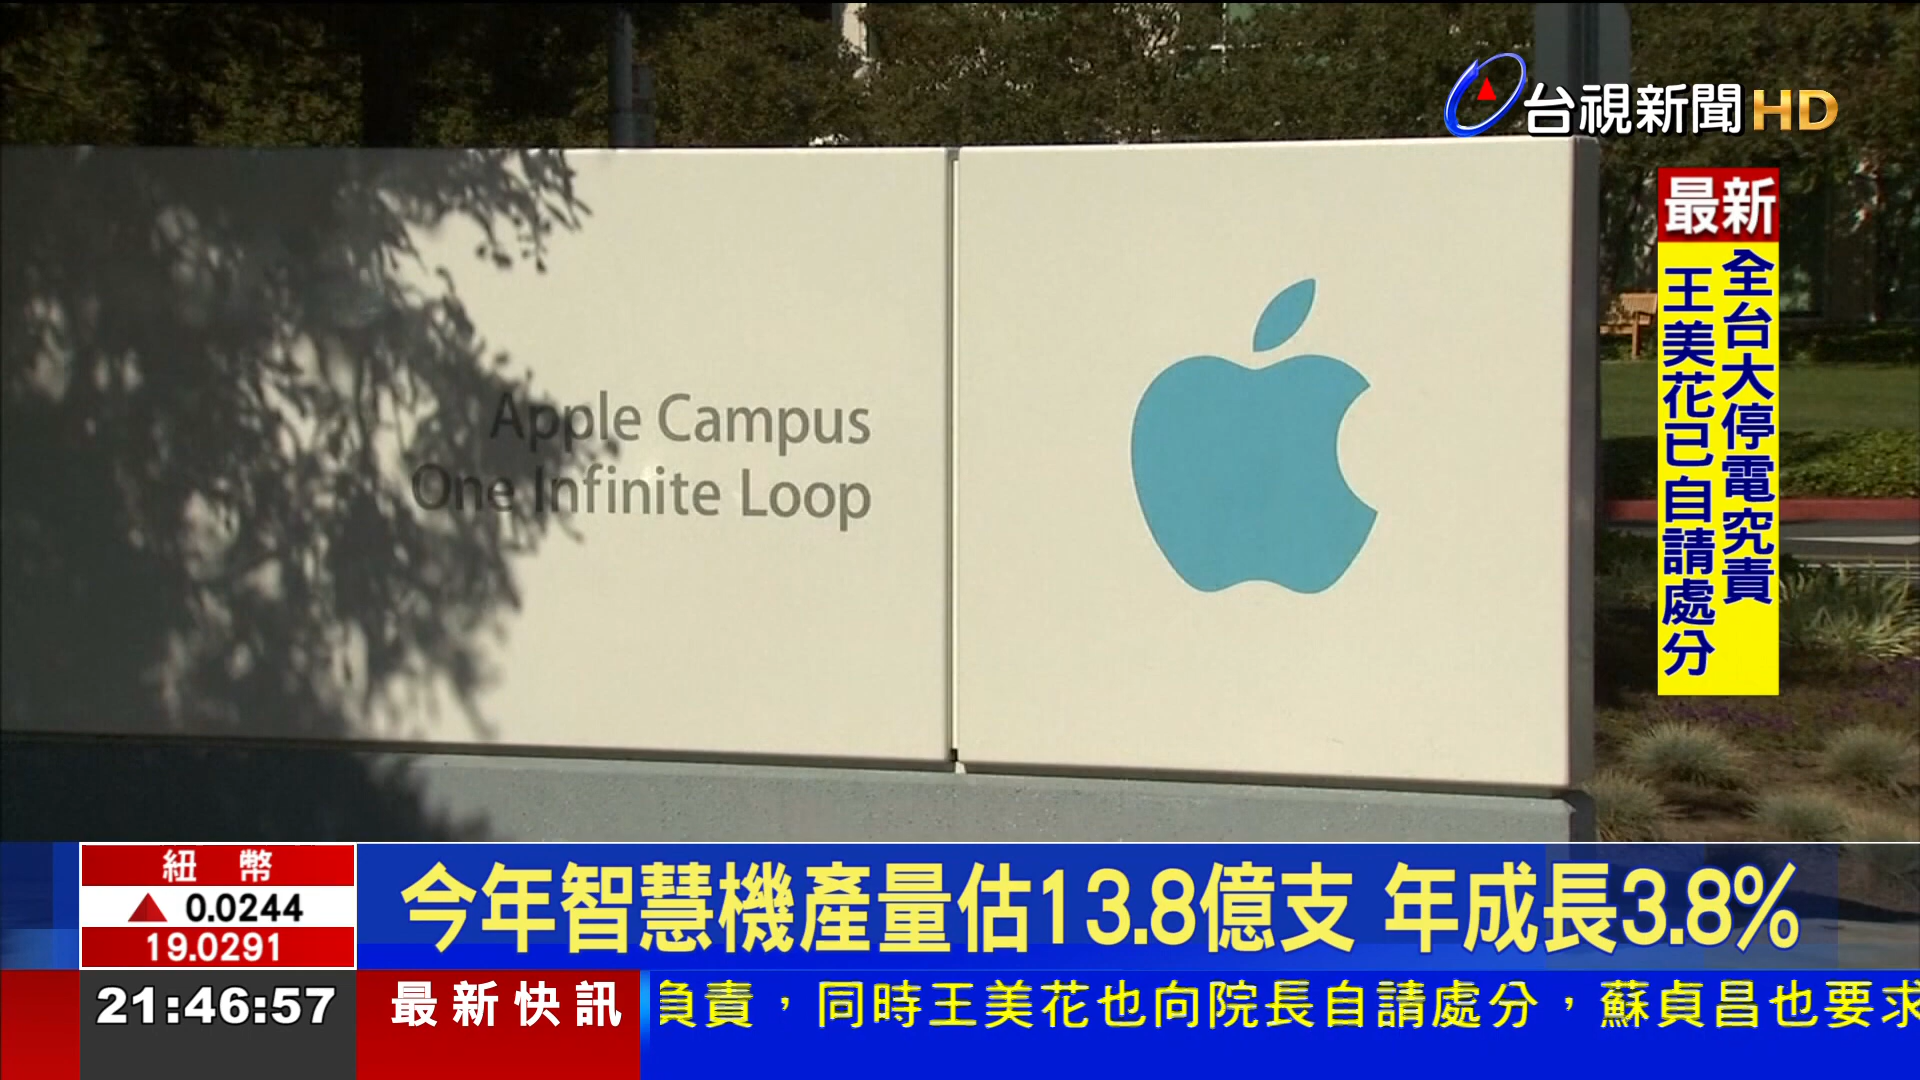 台視新聞HD
最新
全台大停電究責
王美花已自請處分
Apple Campus
One Infinite Loop
紐 幣
▲ 0.0244
19.0291
今年智慧機產量估13.8億支 年成長3.8%
21:46:57
最新快訊
負責，同時王美花也向院長自請處分，蘇貞昌也要求